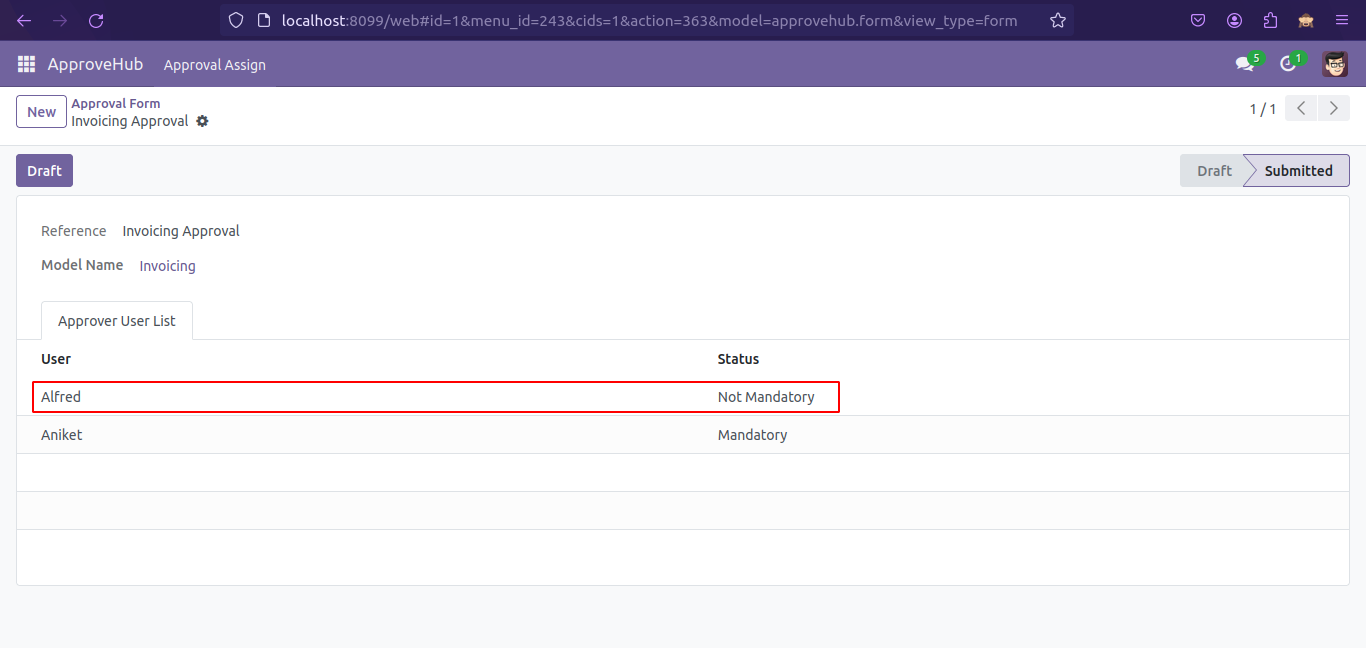 localhost:8099/web#id=1&menu_id=243&cids=1&action=363&model=approvehub.form&view_type=form
ApproveHub Approval Assign 5 1
New Approval Form 1 / 1
Invoicing Approval
Draft Draft Submitted
Reference Invoicing Approval
Model Name Invoicing
Approver User List
User Status
Alfred Not Mandatory
Aniket Mandatory